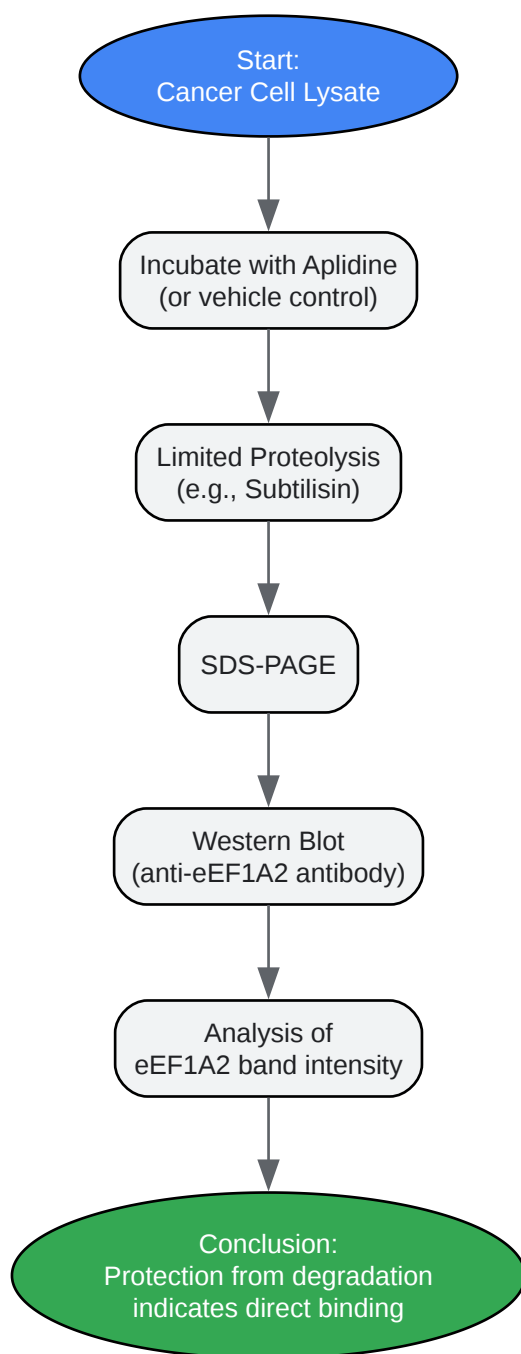 Start:
Cancer Cell Lysate
Incubate with Aplidine
(or vehicle control)
Limited Proteolysis
(e.g., Subtilisin)
SDS-PAGE
Western Blot
(anti-eEF1A2 antibody)
Analysis of
eEF1A2 band intensity
Conclusion:
Protection from degradation
indicates direct binding